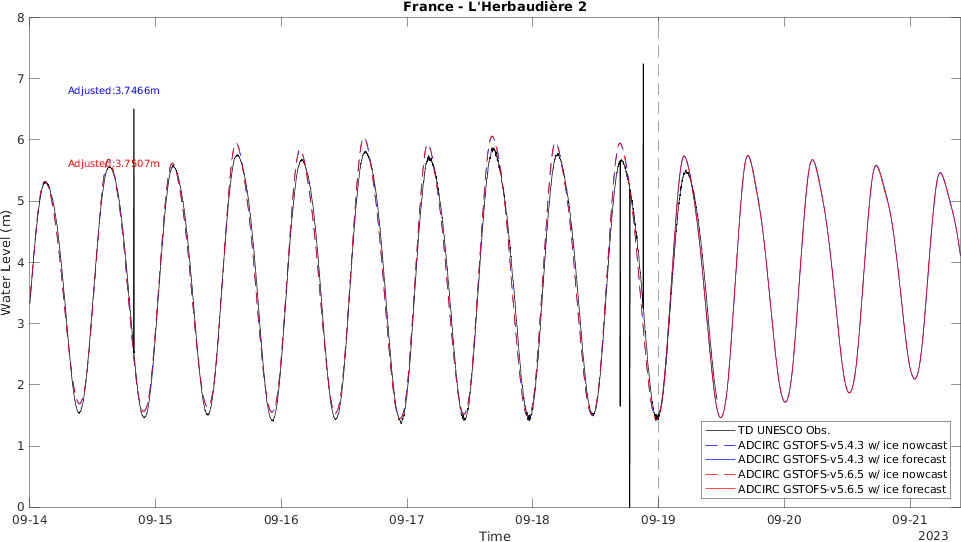 France - L'Herbaudière 2
8
7
6
5
4
3
2
1
0
Water Level (m)
Adjusted:3.7466m
Adjusted:3.7507m
TD UNESCO Obs.
ADCIRC GSTOFS-v5.4.3 w/ ice nowcast
ADCIRC GSTOFS-v5.4.3 w/ ice forecast
ADCIRC GSTOFS-v5.6.5 w/ ice nowcast
ADCIRC GSTOFS-v5.6.5 w/ ice forecast
09-14 09-15 09-16 09-17 09-18 09-19 09-20 09-21
Time
2023